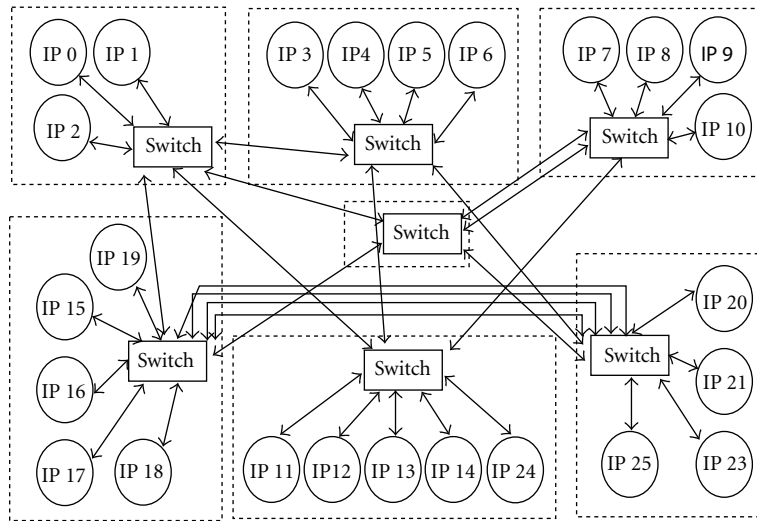 IP 0
IP 1
IP 2
Switch
IP 3
IP4
IP 5
IP 6
Switch
IP 7
IP 8
IP 9
IP 10
Switch
Switch
IP 19
IP 15
IP 16
IP 17
IP 18
Switch
Switch
IP 11
IP12
IP 13
IP 14
IP 24
IP 20
Switch
IP 21
IP 25
IP 23